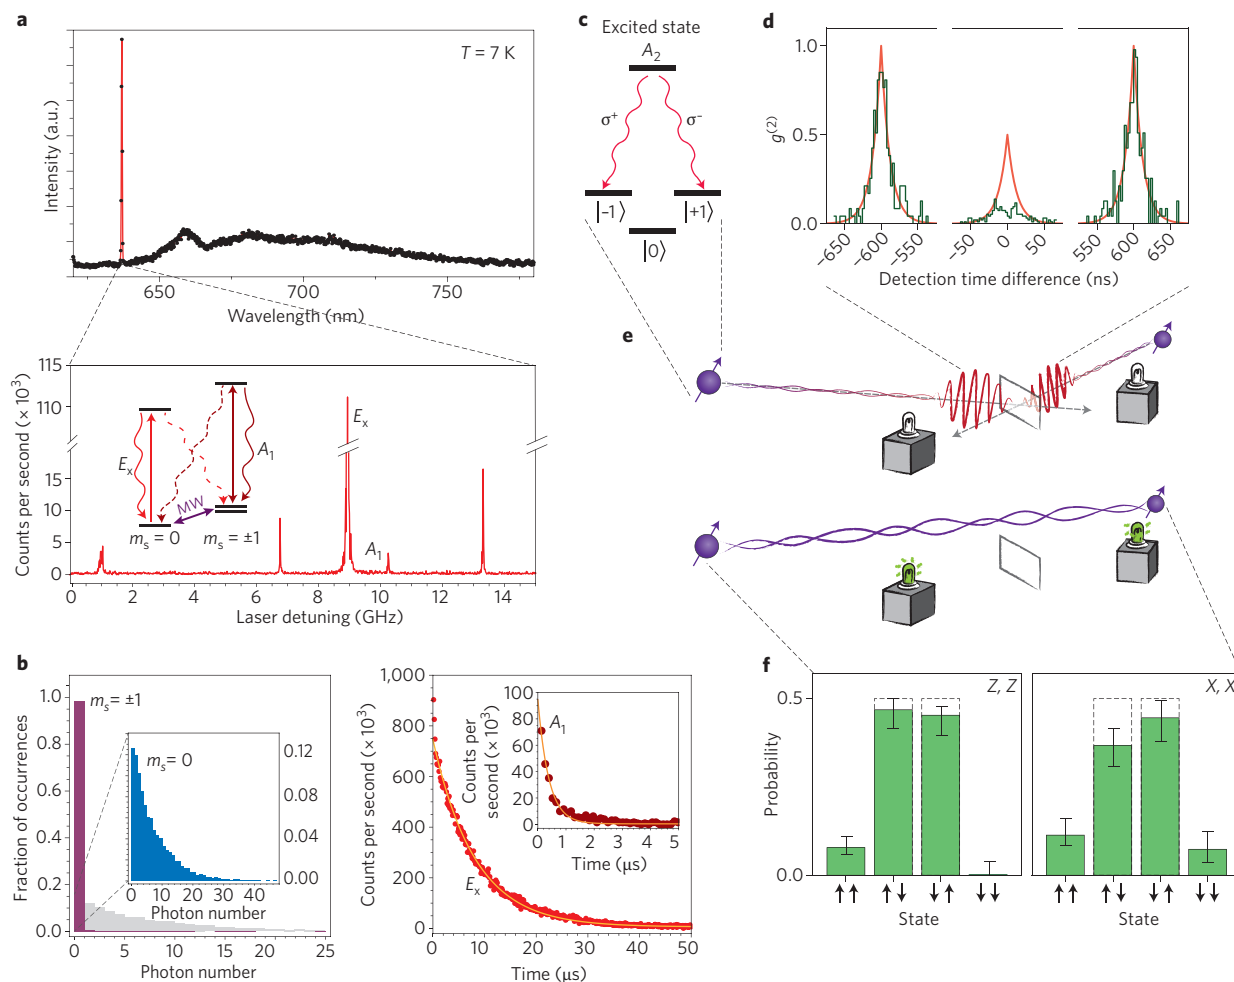 a
T = 7 K
Intensity (a.u.)
650
700
750
Wavelength (nm)
Counts per second (× 10³)
115
110
15
10
5
0
Eₓ
A₁
MW
mₛ = 0
mₛ = ±1
Eₓ
A₁
0
2
4
6
8
10
12
14
Laser detuning (GHz)
b
Fraction of occurrences
1.0
0.8
0.6
0.4
0.2
0.0
mₛ = ±1
mₛ = 0
0.12
0.08
0.04
0.00
0
10
20
30
40
Photon number
0
5
10
15
20
25
Photon number
Counts per second (× 10³)
1,000
900
800
700
600
500
400
300
200
100
0
Eₓ
Counts per
second (× 10³)
100
80
60
40
20
0
A₁
0
1
2
3
4
5
Time (μs)
0
10
20
30
40
50
Time (μs)
c
Excited state
A₂
σ⁺
σ⁻
|−1⟩
|+1⟩
|0⟩
d
g⁽²⁾
1.0
0.5
0.0
−650
−600
−550
−50
0
50
550
600
650
Detection time difference (ns)
e
f
Probability
0.5
0.0
Z, Z
↑↑
↑↓
↓↑
↓↓
State
X, X
↑↑
↑↓
↓↑
↓↓
State